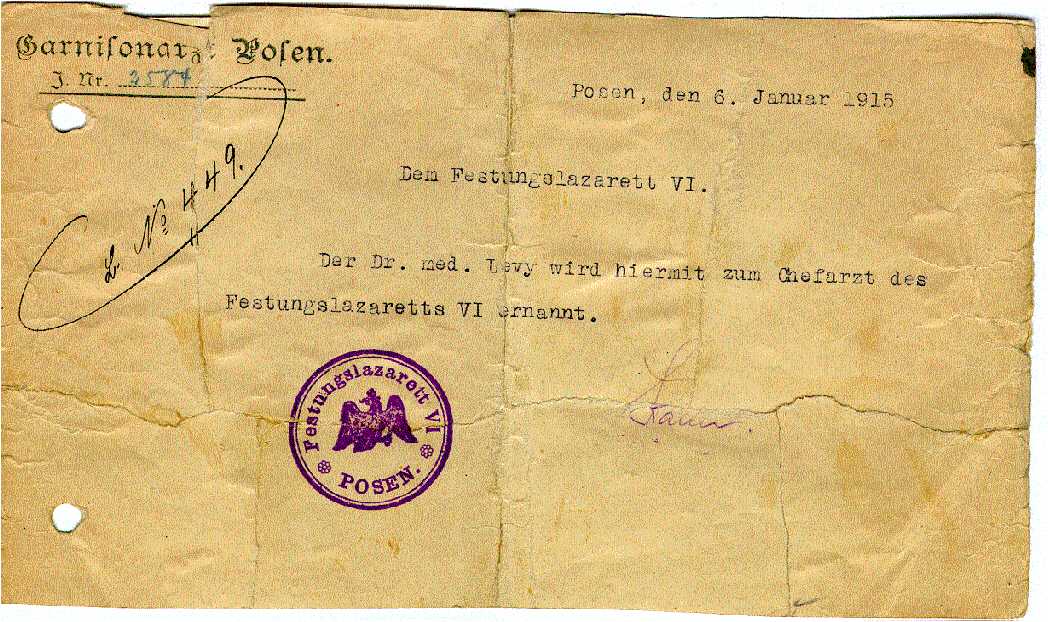 Garnisonarzt Posen.
J. Nr. 3584
Posen, den 6. Januar 1915
L. No 449.
Dem Festungslazarett VI.
Der Dr. med. Levy wird hiermit zum Chefarzt des
Festungslazaretts VI ernannt.
Festungslazarett VI
POSEN.